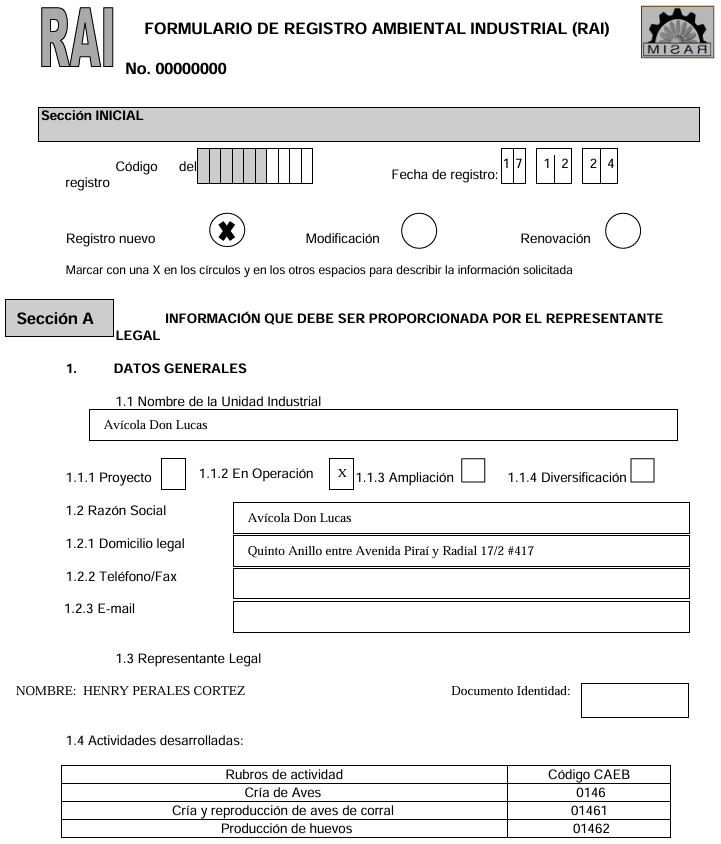 RAI
FORMULARIO DE REGISTRO AMBIENTAL INDUSTRIAL (RAI)
RASIM
No. 00000000
Sección INICIAL
Código del
registro
Fecha de registro: 17 12 24
Registro nuevo X Modificación Renovación
Marcar con una X en los círculos y en los otros espacios para describir la información solicitada
Sección A INFORMACIÓN QUE DEBE SER PROPORCIONADA POR EL REPRESENTANTE
LEGAL
1. DATOS GENERALES
1.1 Nombre de la Unidad Industrial
Avícola Don Lucas
1.1.1 Proyecto 1.1.2 En Operación X 1.1.3 Ampliación 1.1.4 Diversificación
1.2 Razón Social Avícola Don Lucas
1.2.1 Domicilio legal Quinto Anillo entre Avenida Piraí y Radial 17/2 #417
1.2.2 Teléfono/Fax
1.2.3 E-mail
1.3 Representante Legal
NOMBRE: HENRY PERALES CORTEZ Documento Identidad:
1.4 Actividades desarrolladas:
Rubros de actividad Código CAEB
Cría de Aves 0146
Cría y reproducción de aves de corral 01461
Producción de huevos 01462